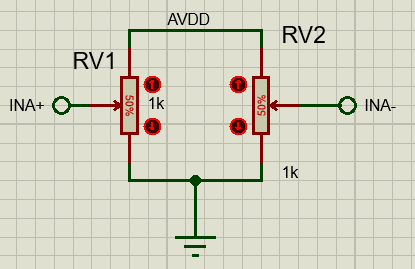 AVDD
RV1
RV2
INA+
50%
1k
50%
INA-
1k